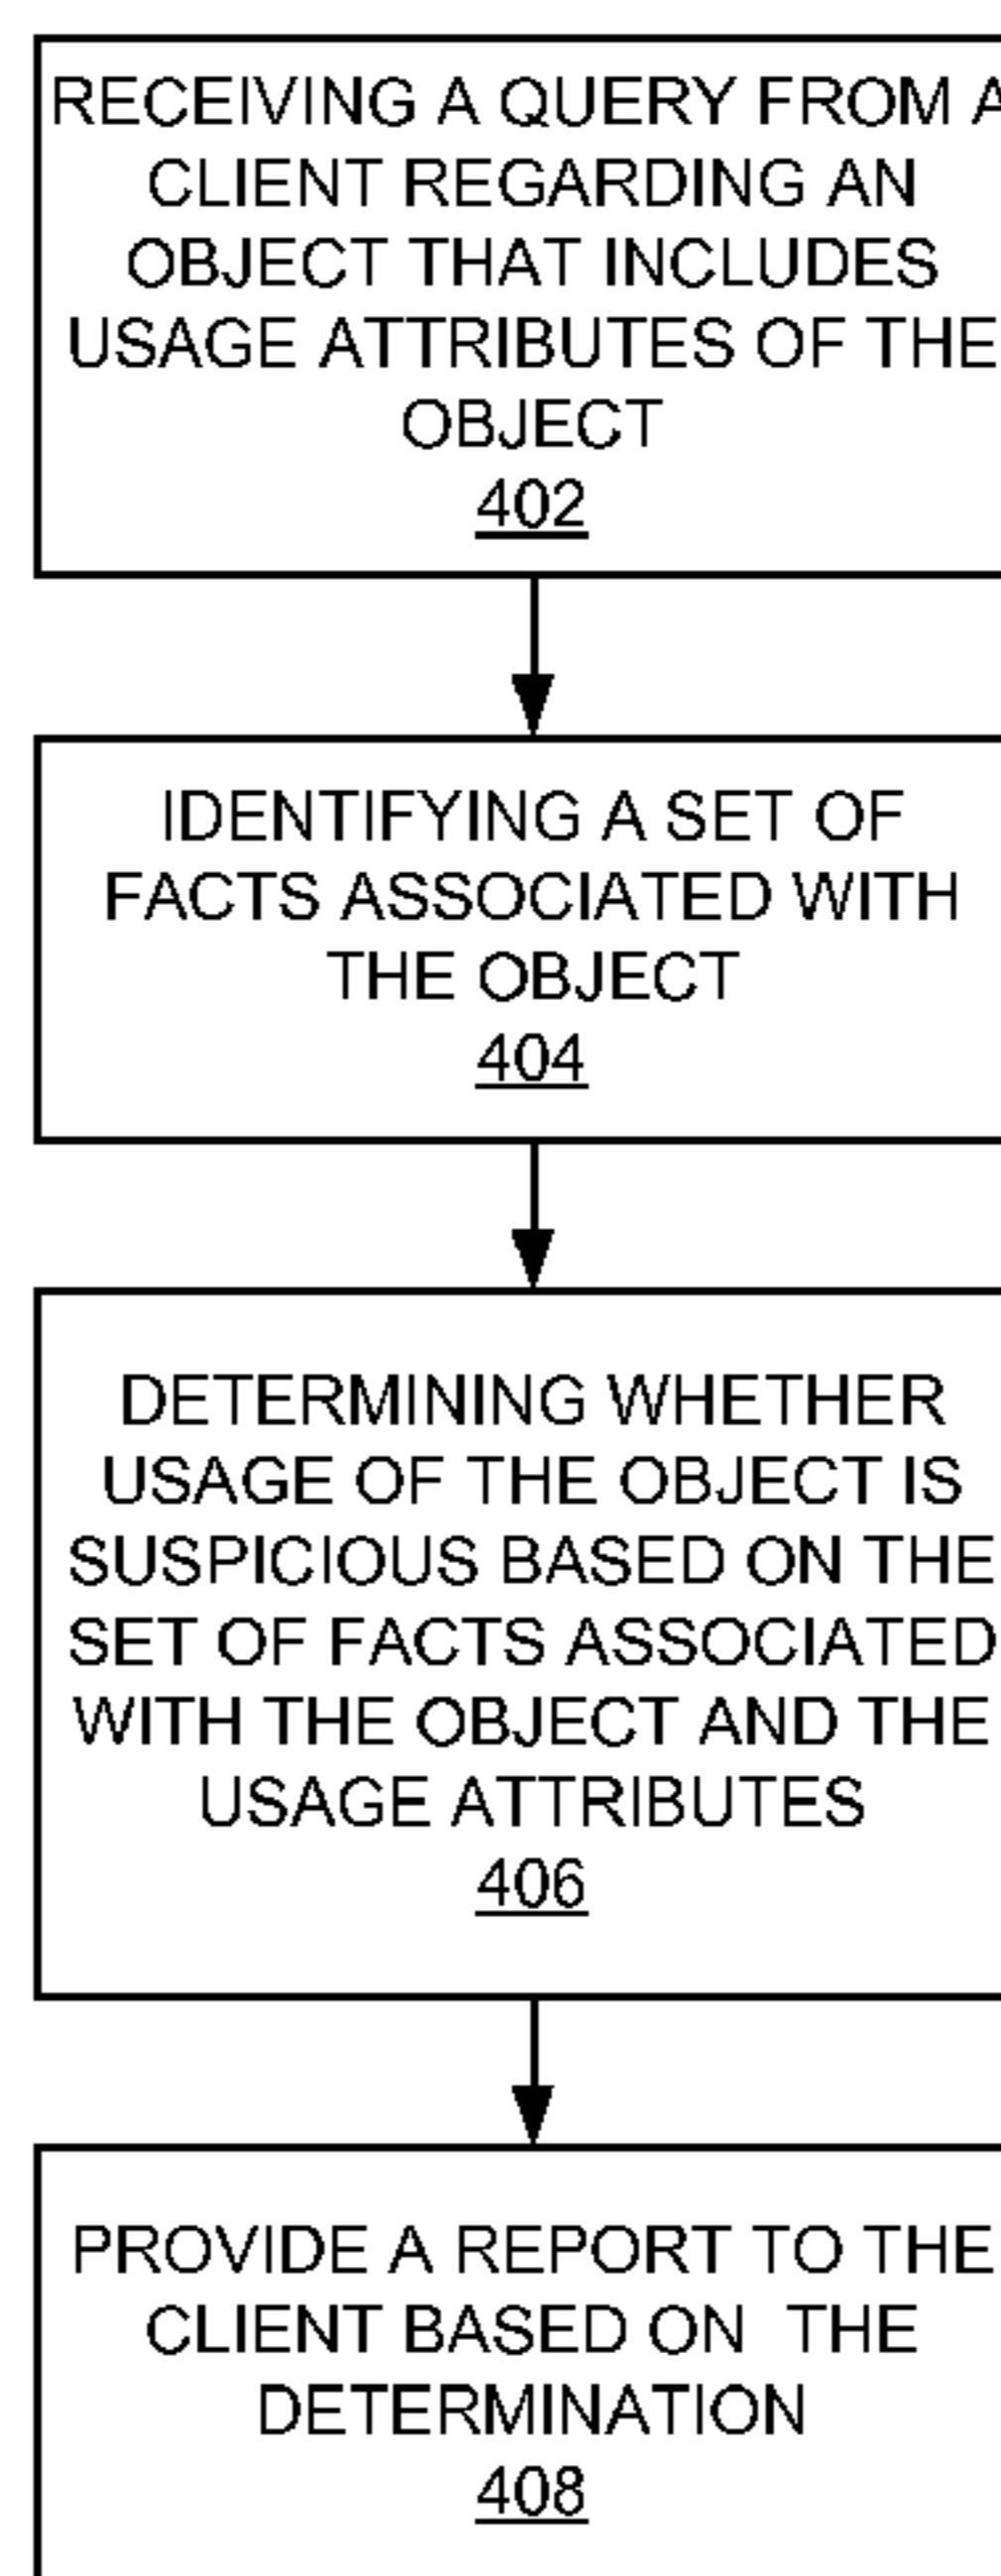 RECEIVING A QUERY FROM A
CLIENT REGARDING AN
OBJECT THAT INCLUDES
USAGE ATTRIBUTES OF THE
OBJECT
402
IDENTIFYING A SET OF
FACTS ASSOCIATED WITH
THE OBJECT
404
DETERMINING WHETHER
USAGE OF THE OBJECT IS
SUSPICIOUS BASED ON THE
SET OF FACTS ASSOCIATED
WITH THE OBJECT AND THE
USAGE ATTRIBUTES
406
PROVIDE A REPORT TO THE
CLIENT BASED ON THE
DETERMINATION
408